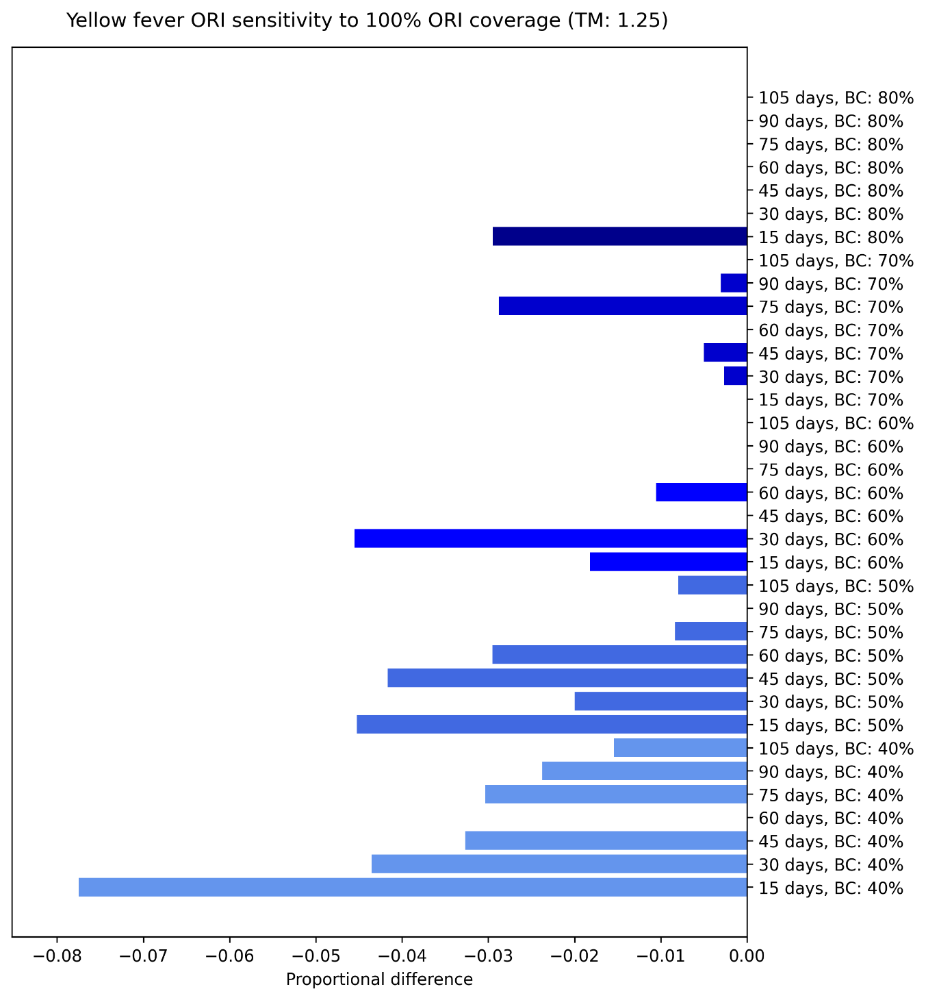 Yellow fever ORI sensitivity to 100% ORI coverage (TM: 1.25)
105 days, BC: 80%
90 days, BC: 80%
75 days, BC: 80%
60 days, BC: 80%
45 days, BC: 80%
30 days, BC: 80%
15 days, BC: 80%
105 days, BC: 70%
90 days, BC: 70%
75 days, BC: 70%
60 days, BC: 70%
45 days, BC: 70%
30 days, BC: 70%
15 days, BC: 70%
105 days, BC: 60%
90 days, BC: 60%
75 days, BC: 60%
60 days, BC: 60%
45 days, BC: 60%
30 days, BC: 60%
15 days, BC: 60%
105 days, BC: 50%
90 days, BC: 50%
75 days, BC: 50%
60 days, BC: 50%
45 days, BC: 50%
30 days, BC: 50%
15 days, BC: 50%
105 days, BC: 40%
90 days, BC: 40%
75 days, BC: 40%
60 days, BC: 40%
45 days, BC: 40%
30 days, BC: 40%
15 days, BC: 40%
−0.08 −0.07 −0.06 −0.05 −0.04 −0.03 −0.02 −0.01 0.00
Proportional difference